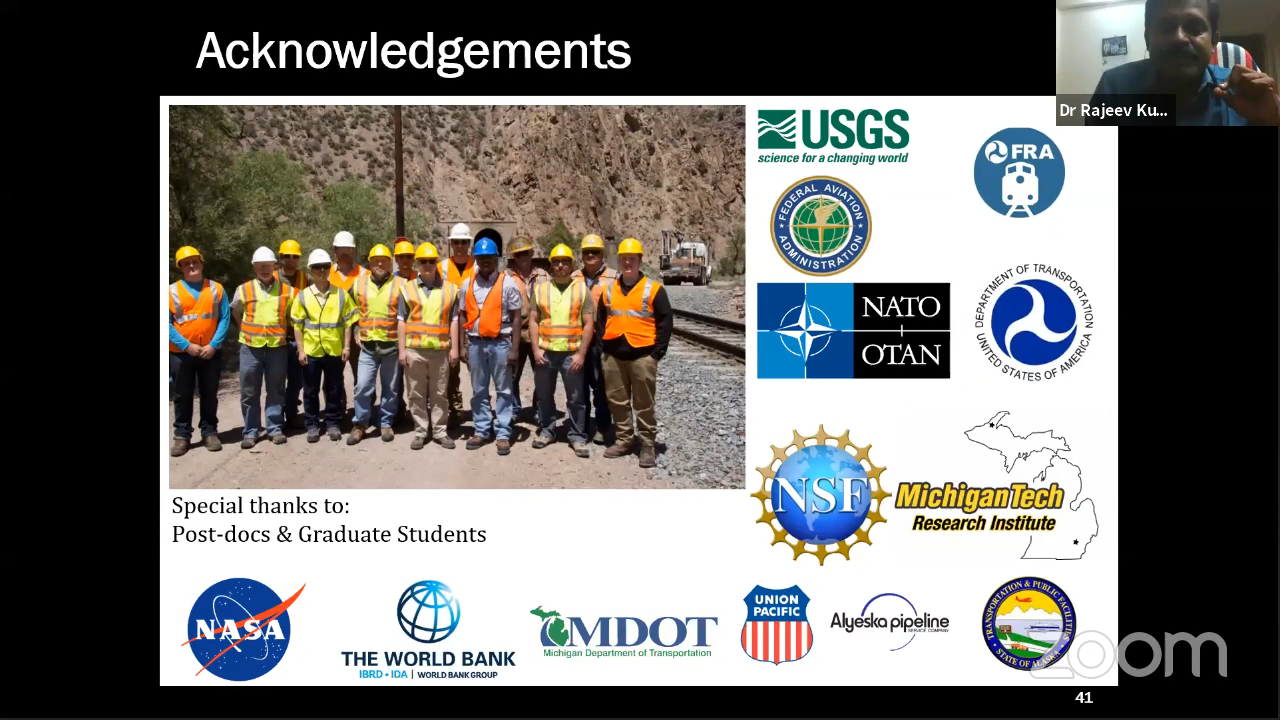 Acknowledgements
Dr Rajeev Ku...
USGS
science for a changing world
FRA
FEDERAL AVIATION
ADMINISTRATION
NATO
OTAN
DEPARTMENT OF TRANSPORTATION
UNITED STATES OF AMERICA
NSF
MichiganTech
Research Institute
Special thanks to:
Post-docs & Graduate Students
NASA
THE WORLD BANK
IBRD • IDA | WORLD BANK GROUP
MDOT
Michigan Department of Transportation
UNION
PACIFIC
Alyeska pipeline
SERVICE COMPANY
TRANSPORTATION & PUBLIC FACILITIES
STATE OF ALASKA
zoom
41